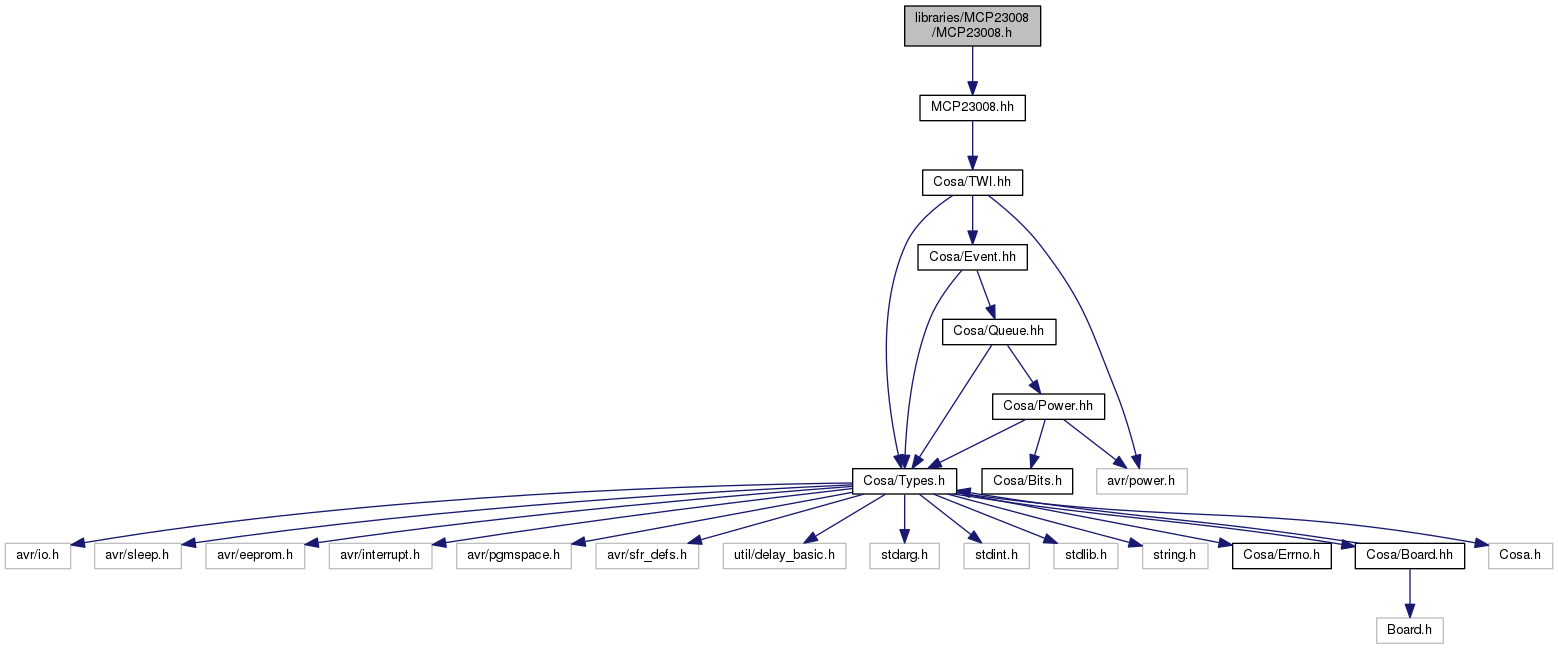 libraries/MCP23008
/MCP23008.h
MCP23008.hh
Cosa/TWI.hh
Cosa/Event.hh
Cosa/Queue.hh
Cosa/Power.hh
Cosa/Types.h
Cosa/Bits.h
avr/power.h
avr/io.h
avr/sleep.h
avr/eeprom.h
avr/interrupt.h
avr/pgmspace.h
avr/sfr_defs.h
util/delay_basic.h
stdarg.h
stdint.h
stdlib.h
string.h
Cosa/Errno.h
Cosa/Board.hh
Cosa.h
Board.h